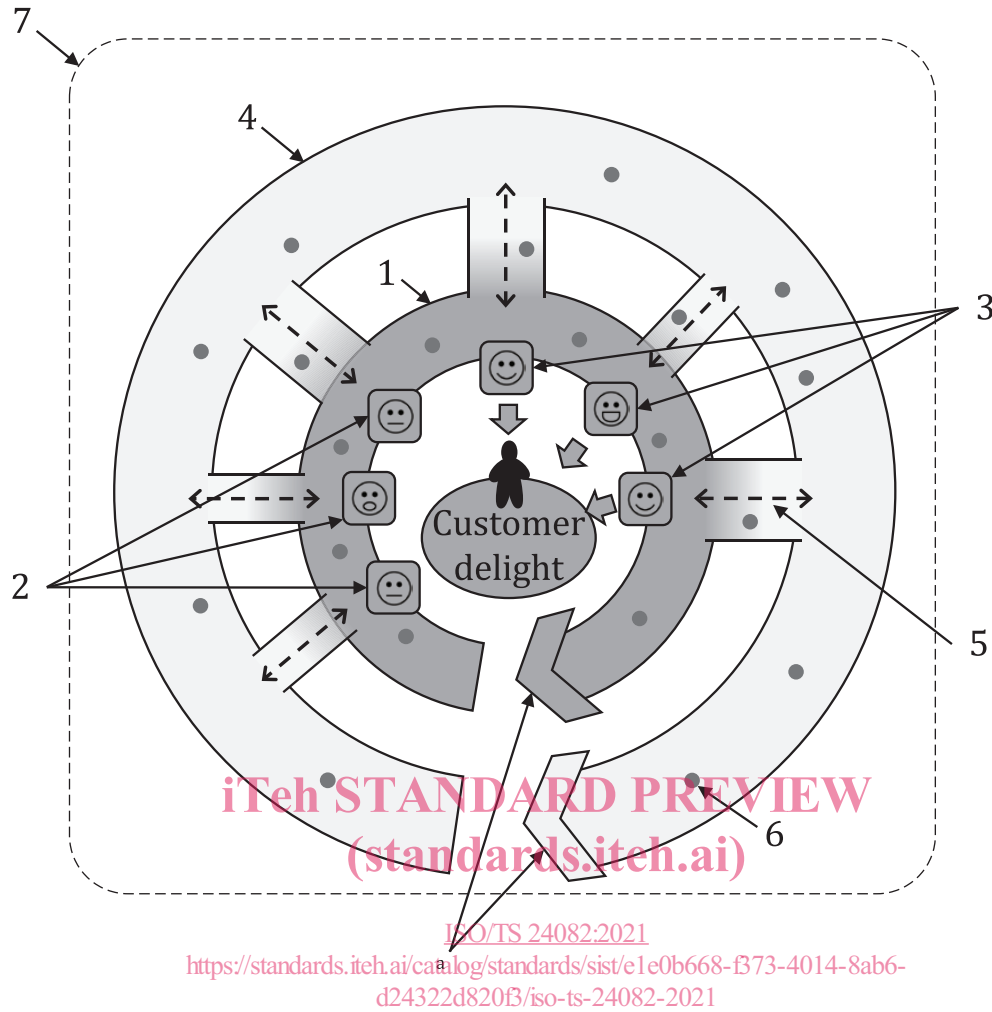 7
4
1
3
Customer
delight
2
5
iTeh STANDARD PREVIEW
6
(standards.iteh.ai)
ISO/TS 24082:2021
a
https://standards.iteh.ai/catalog/standards/sist/e1e0b668-f373-4014-8ab6-
d24322d820f3/iso-ts-24082-2021